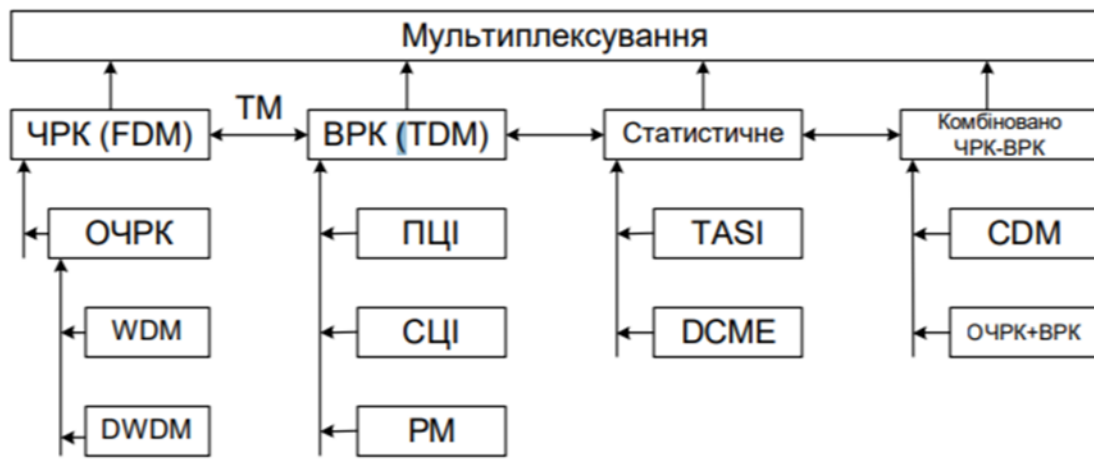 Мультиплексування
ЧРК (FDM)
ТМ
ВРК (TDM)
Статистичне
Комбіновано
ЧРК-ВРК
ОЧРК
ПЦІ
TASI
CDM
WDM
СЦІ
DCME
ОЧРК+ВРК
DWDM
РМ